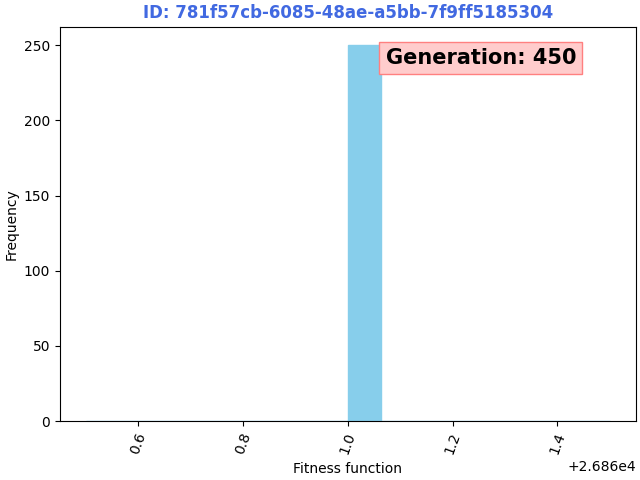 ID: 781f57cb-6085-48ae-a5bb-7f9ff5185304
Generation: 450
250
200
150
100
50
0
Frequency
0.6
0.8
1.0
1.2
1.4
Fitness function
+2.686e4